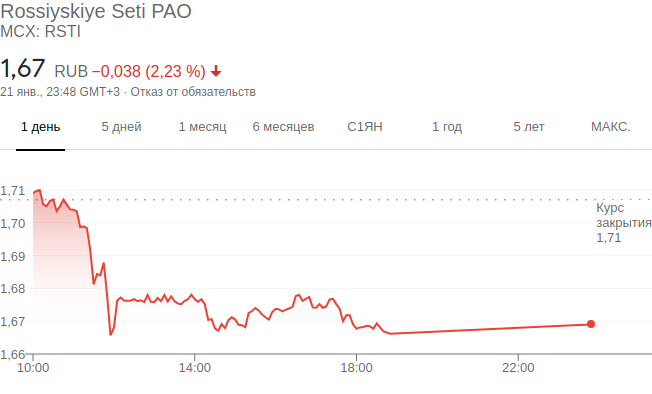 Rossiyskiye Seti PAO
MCX: RSTI
1,67 RUB −0,038 (2,23 %)
21 янв., 23:48 GMT+3 · Отказ от обязательств
1 день 5 дней 1 месяц 6 месяцев С1ЯН 1 год 5 лет МАКС.
1,71
Курс
закрытия
1,71
1,70
1,69
1,68
1,67
1,66
10:00 14:00 18:00 22:00